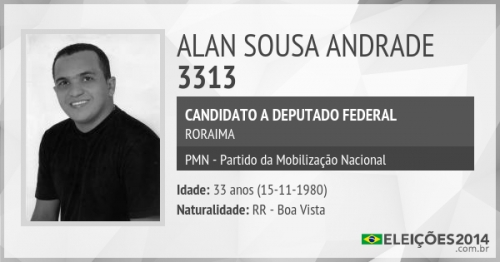 ALAN SOUSA ANDRADE
3313
CANDIDATO A DEPUTADO FEDERAL
RORAIMA
PMN - Partido da Mobilização Nacional
Idade: 33 anos (15-11-1980)
Naturalidade: RR - Boa Vista
ELEIÇÕES2014
.com.br